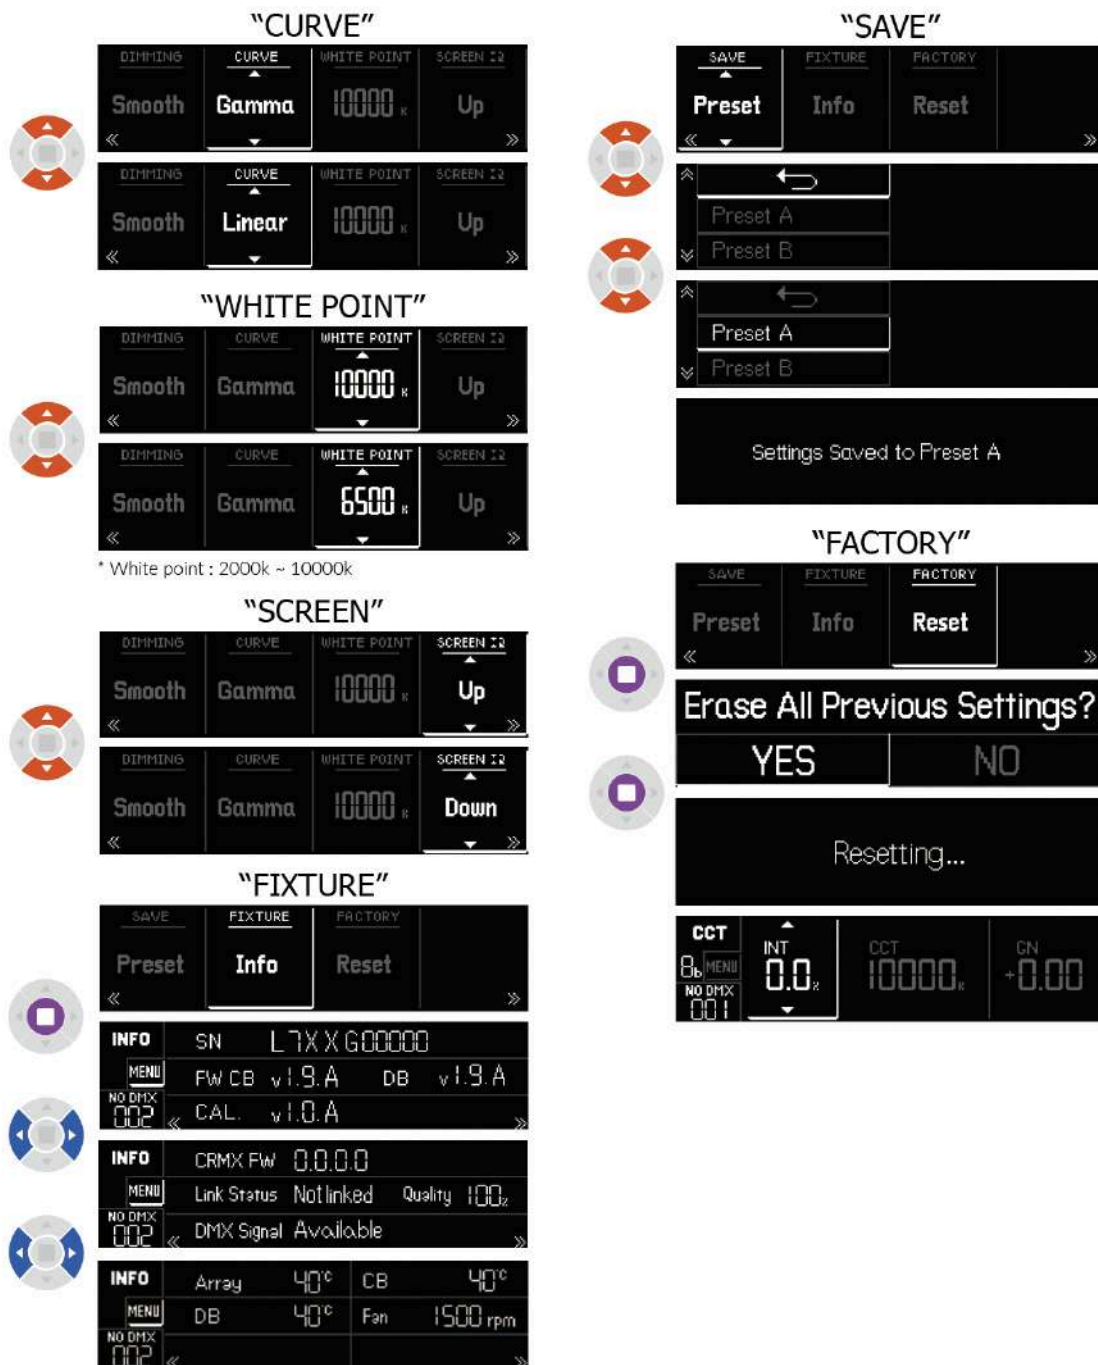 “CURVE”
DIMMING CURVE WHITE POINT SCREEN IQ
Smooth Gamma 10000 K Up
DIMMING CURVE WHITE POINT SCREEN IQ
Smooth Linear 10000 K Up
“WHITE POINT”
DIMMING CURVE WHITE POINT SCREEN IQ
Smooth Gamma 10000 K Up
DIMMING CURVE WHITE POINT SCREEN IQ
Smooth Gamma 6500 K Up
* White point : 2000k ~ 10000k
“SCREEN”
DIMMING CURVE WHITE POINT SCREEN IQ
Smooth Gamma 10000 K Up
DIMMING CURVE WHITE POINT SCREEN IQ
Smooth Gamma 10000 K Down
“FIXTURE”
SAVE FIXTURE FACTORY
Preset Info Reset
INFO SN L7XXG00000
MENU FW CB v1.9.A DB v1.9.A
NO DMX
002 CAL. v1.0.A
INFO CRMX FW 0.0.0.0
MENU Link Status Not linked Quality 100%
NO DMX
002 DMX Signal Available
INFO Array 40°C CB 40°C
MENU DB 40°C Fan 1500 rpm
NO DMX
002
“SAVE”
SAVE FIXTURE FACTORY
Preset Info Reset
Preset A
Preset B
Preset A
Preset B
Settings Saved to Preset A
“FACTORY”
SAVE FIXTURE FACTORY
Preset Info Reset
Erase All Previous Settings?
YES NO
Resetting...
CCT INT CCT GN
8b MENU 0.0% 10000K +0.00
NO DMX
001